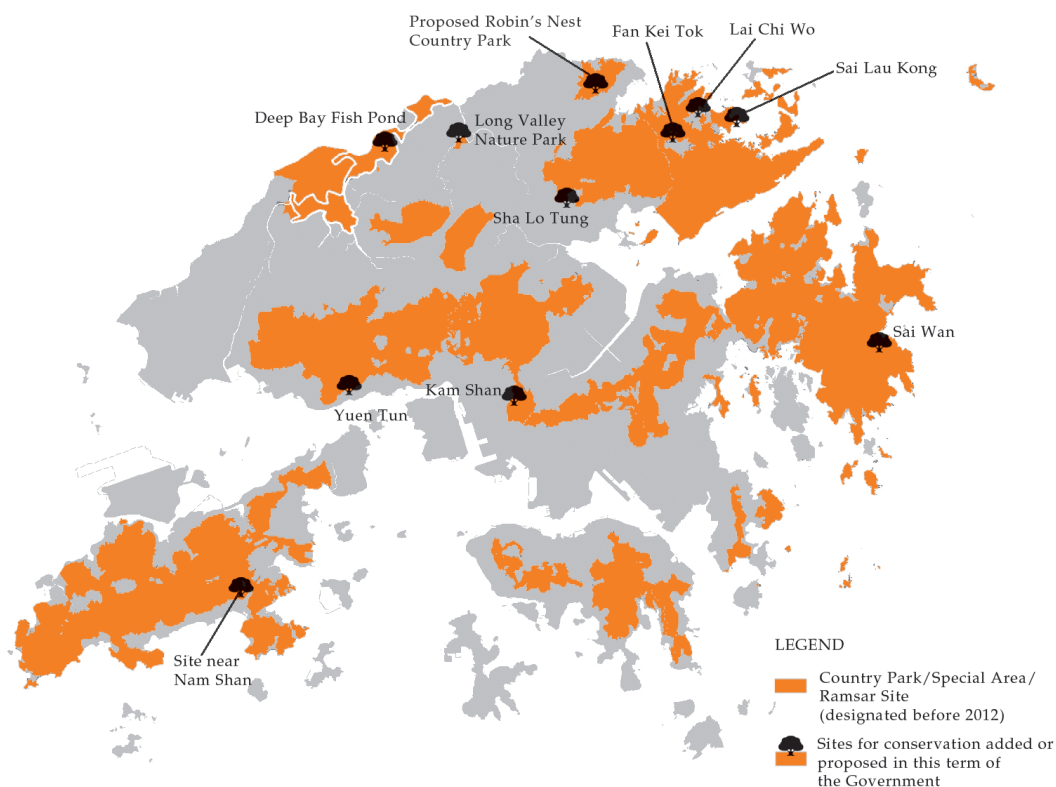 Proposed Robin's Nest
Country Park
Fan Kei Tok
Lai Chi Wo
Sai Lau Kong
Deep Bay Fish Pond
Long Valley
Nature Park
Sha Lo Tung
Sai Wan
Kam Shan
Yuen Tun
Site near
Nam Shan
LEGEND
Country Park/Special Area/
Ramsar Site
(designated before 2012)
Sites for conservation added or
proposed in this term of
the Government